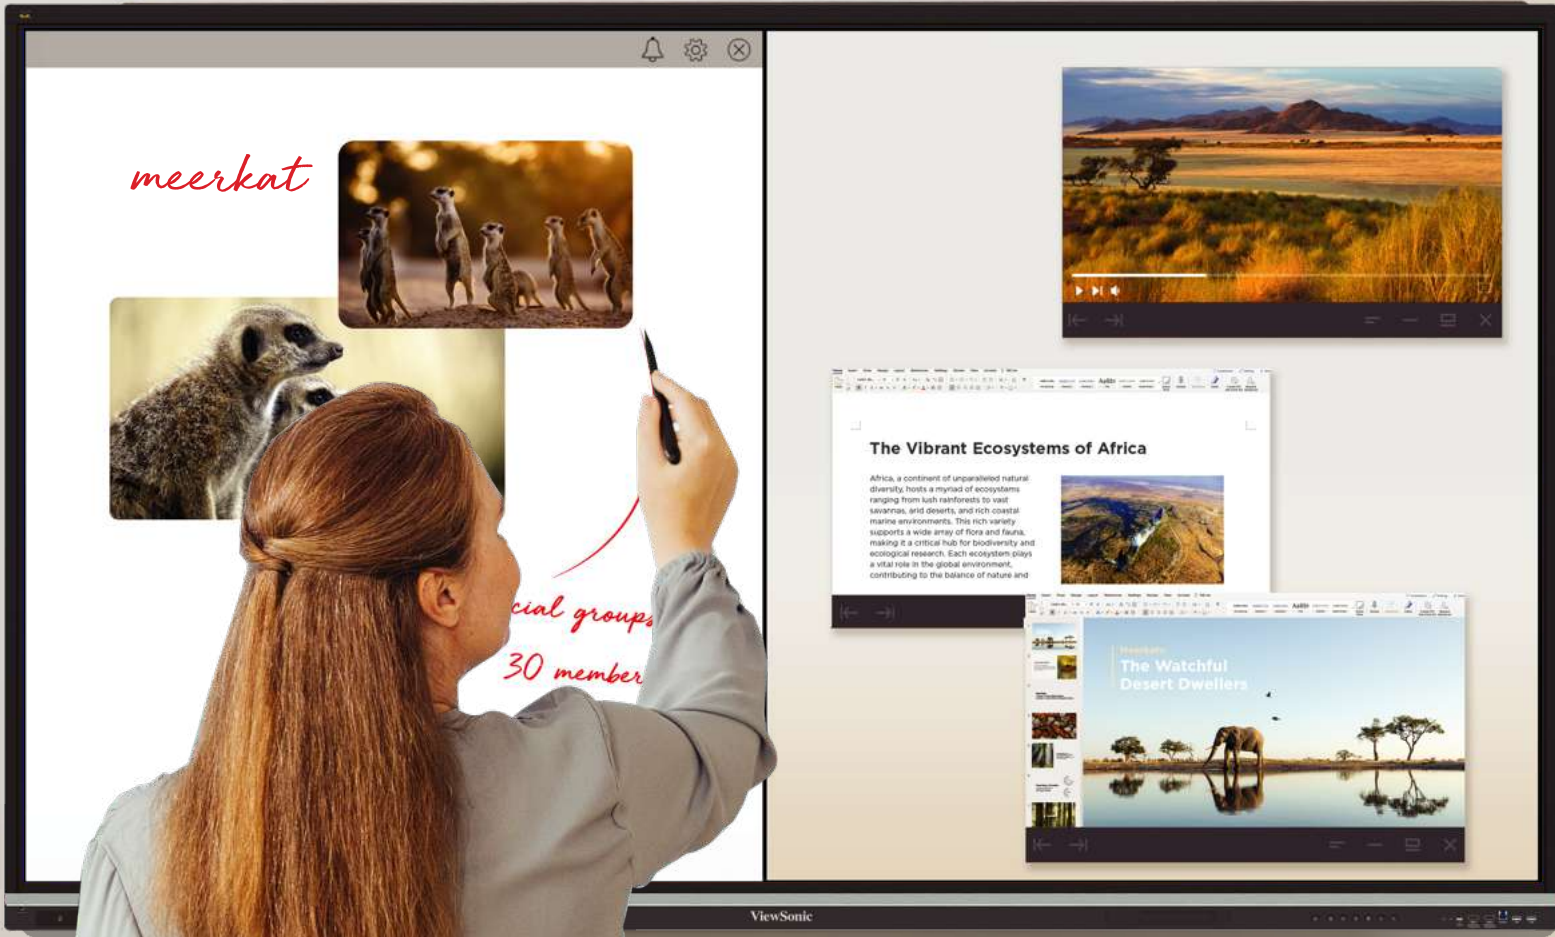 meerkat
cial groups
30 member
The Vibrant Ecosystems of Africa
Africa, a continent of unparalleled natural
diversity, hosts a myriad of ecosystems
ranging from lush rainforests to vast
savannas, arid deserts, and rich coastal
marine environments. This rich variety
supports a wide array of flora and fauna,
making it a critical hub for biodiversity and
ecological research. Each ecosystem plays
a vital role in the global environment,
contributing to the balance of nature and
Meerkats:
The Watchful
Desert Dwellers
ViewSonic